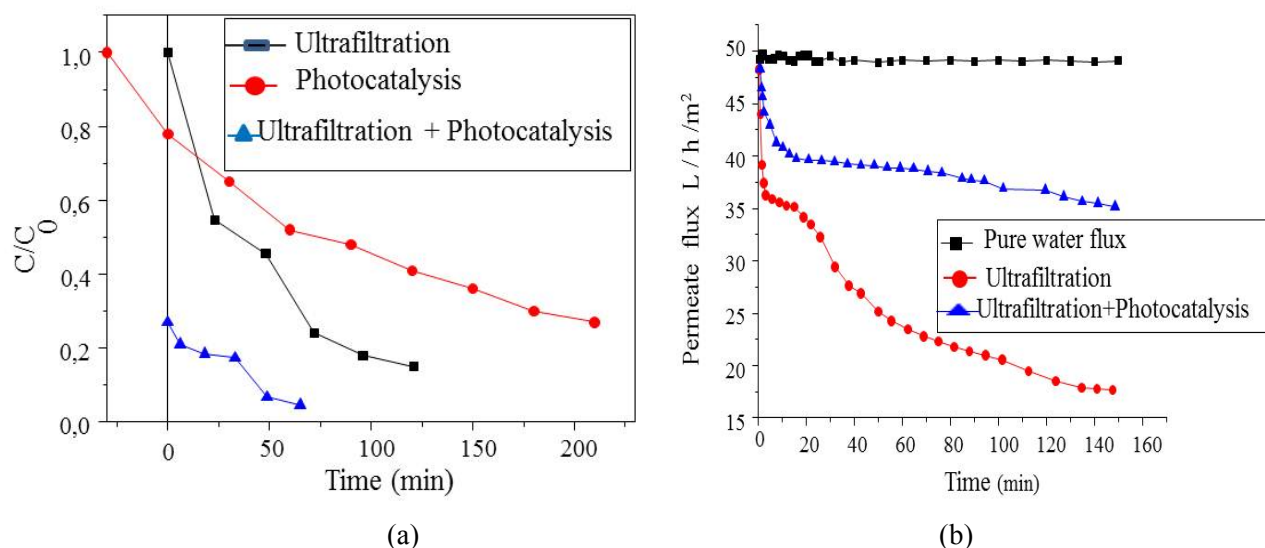 Ultrafiltration
Photocatalysis
Ultrafiltration + Photocatalysis
C/C0
1,0
0,8
0,6
0,4
0,2
0,0
0
50
100
150
200
Time (min)
(a)
Permeate flux L / h /m²
50
45
40
35
30
25
20
15
Pure water flux
Ultrafiltration
Ultrafiltration+Photocatalysis
0
20
40
60
80
100
120
140
160
Time (min)
(b)